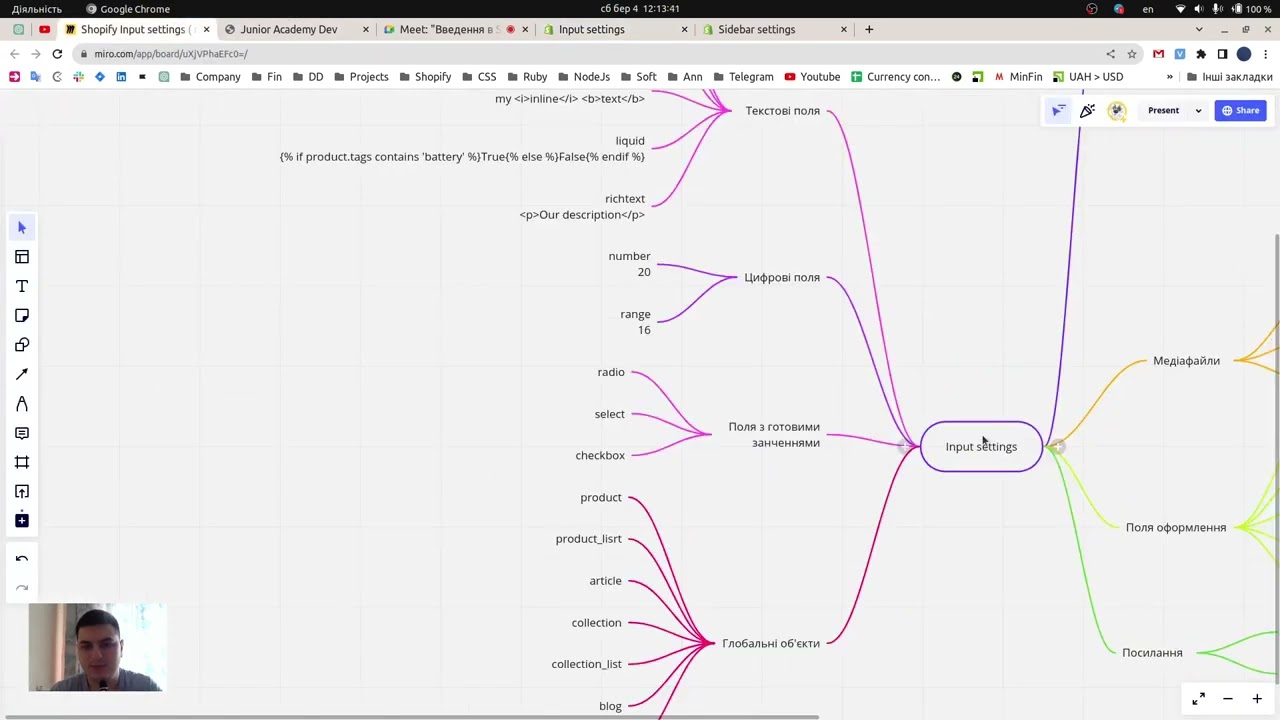 Діяльність
Google Chrome
сб бер 4 12:13:41
en
100 %
Shopify Input settings
Junior Academy Dev
Meet: "Введення в S
Input settings
Sidebar settings
miro.com/app/board/uXjVPhaEFc0=/
Company
Fin
DD
Projects
Shopify
CSS
Ruby
NodeJs
Soft
Ann
Telegram
Youtube
Currency con...
MinFin
UAH > USD
»
Інші закладки
Present
Share
my <i>inline</i> <b>text</b>
Текстові поля
liquid
{% if product.tags contains 'battery' %}True{% else %}False{% endif %}
richtext
<p>Our description</p>
number
20
Цифрові поля
range
16
radio
select
checkbox
Поля з готовими
занченнями
Input settings
Медіафайли
Поля оформлення
Посилання
product
product_lisrt
article
collection
collection_list
blog
Глобальні об'єкти